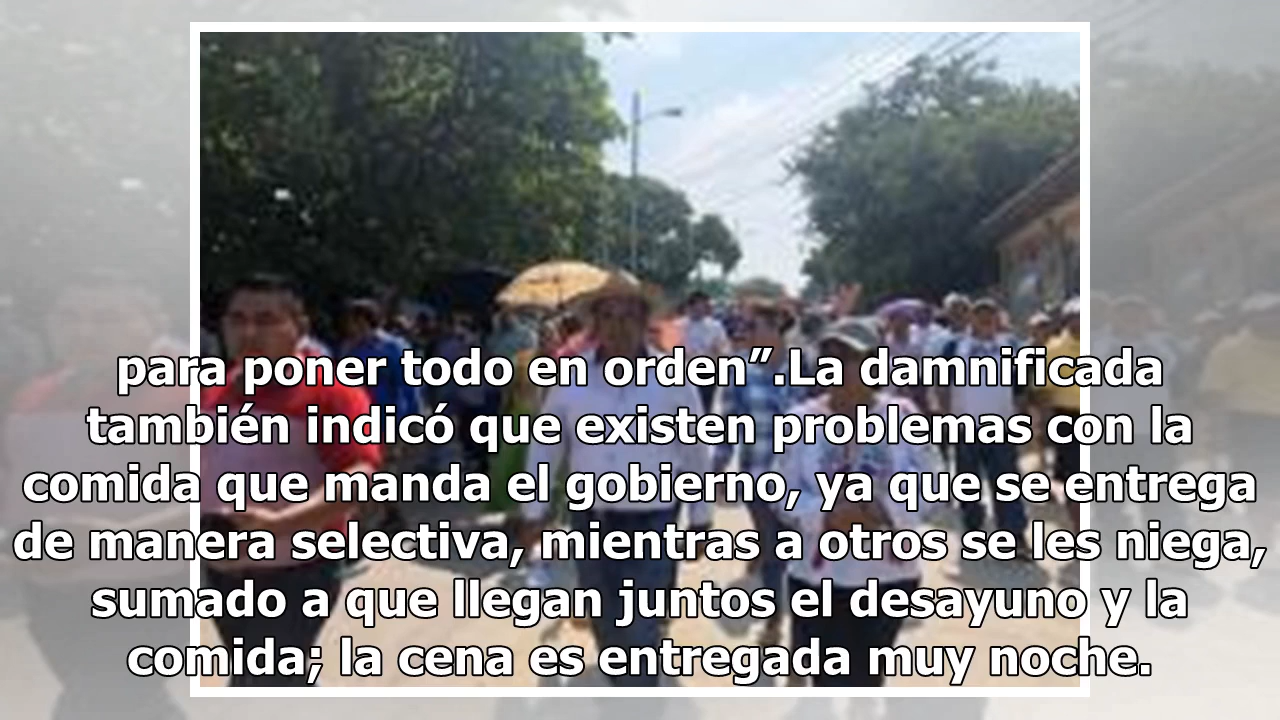 para poner todo en orden”.La damnificada
también indicó que existen problemas con la
comida que manda el gobierno, ya que se entrega
de manera selectiva, mientras a otros se les niega,
sumado a que llegan juntos el desayuno y la
comida; la cena es entregada muy noche.